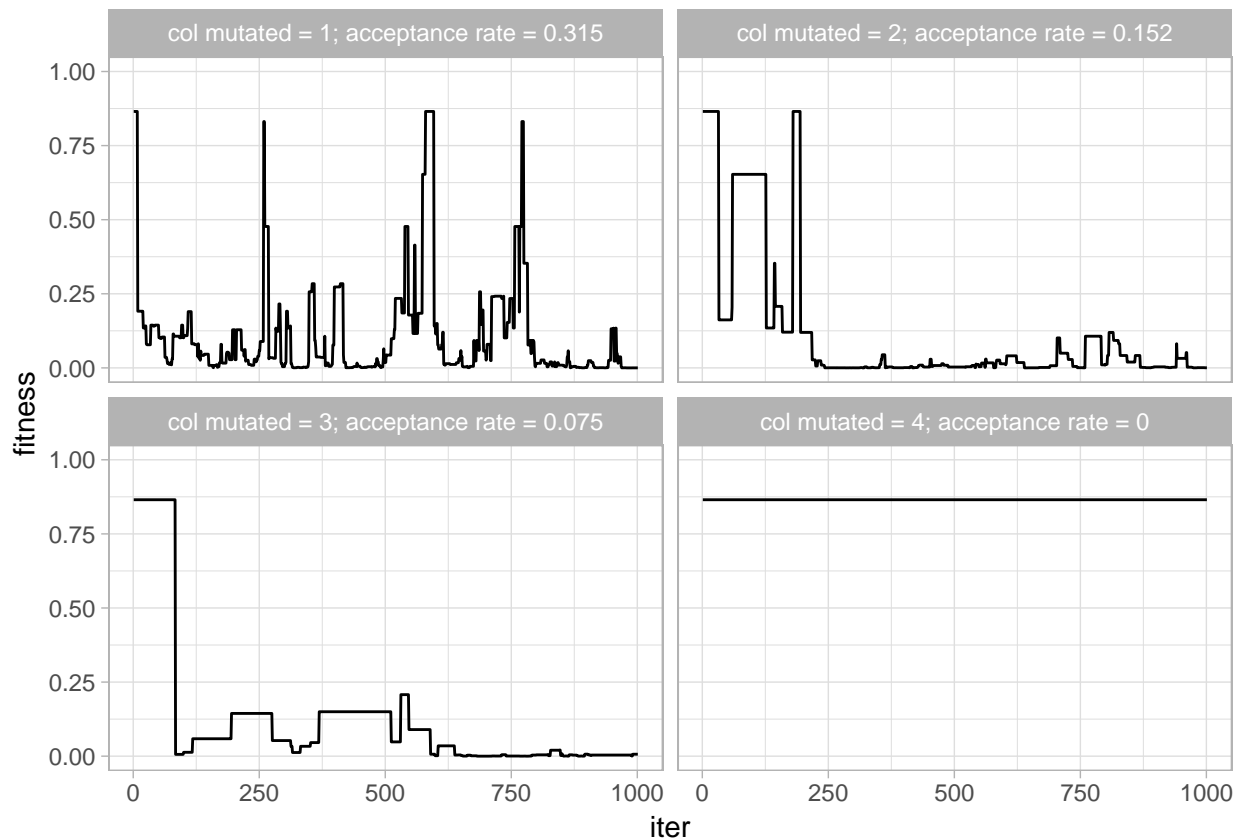 col mutated = 1; acceptance rate = 0.315
col mutated = 2; acceptance rate = 0.152
1.00
0.75
0.50
0.25
0.00
col mutated = 3; acceptance rate = 0.075
col mutated = 4; acceptance rate = 0
1.00
0.75
0.50
0.25
0.00
fitness
0 250 500 750 1000
0 250 500 750 1000
iter